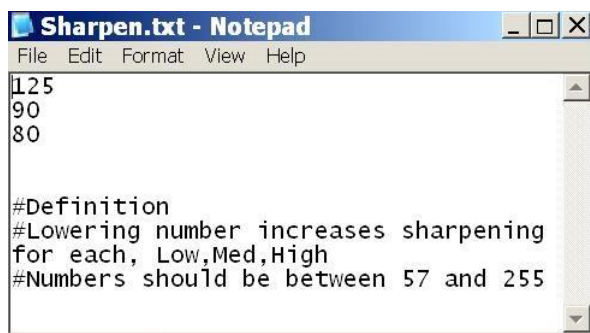 Sharpen.txt - Notepad
File Edit Format View Help
125
90
80
#Definition
#Lowering number increases sharpening
for each, Low,Med,High
#Numbers should be between 57 and 255